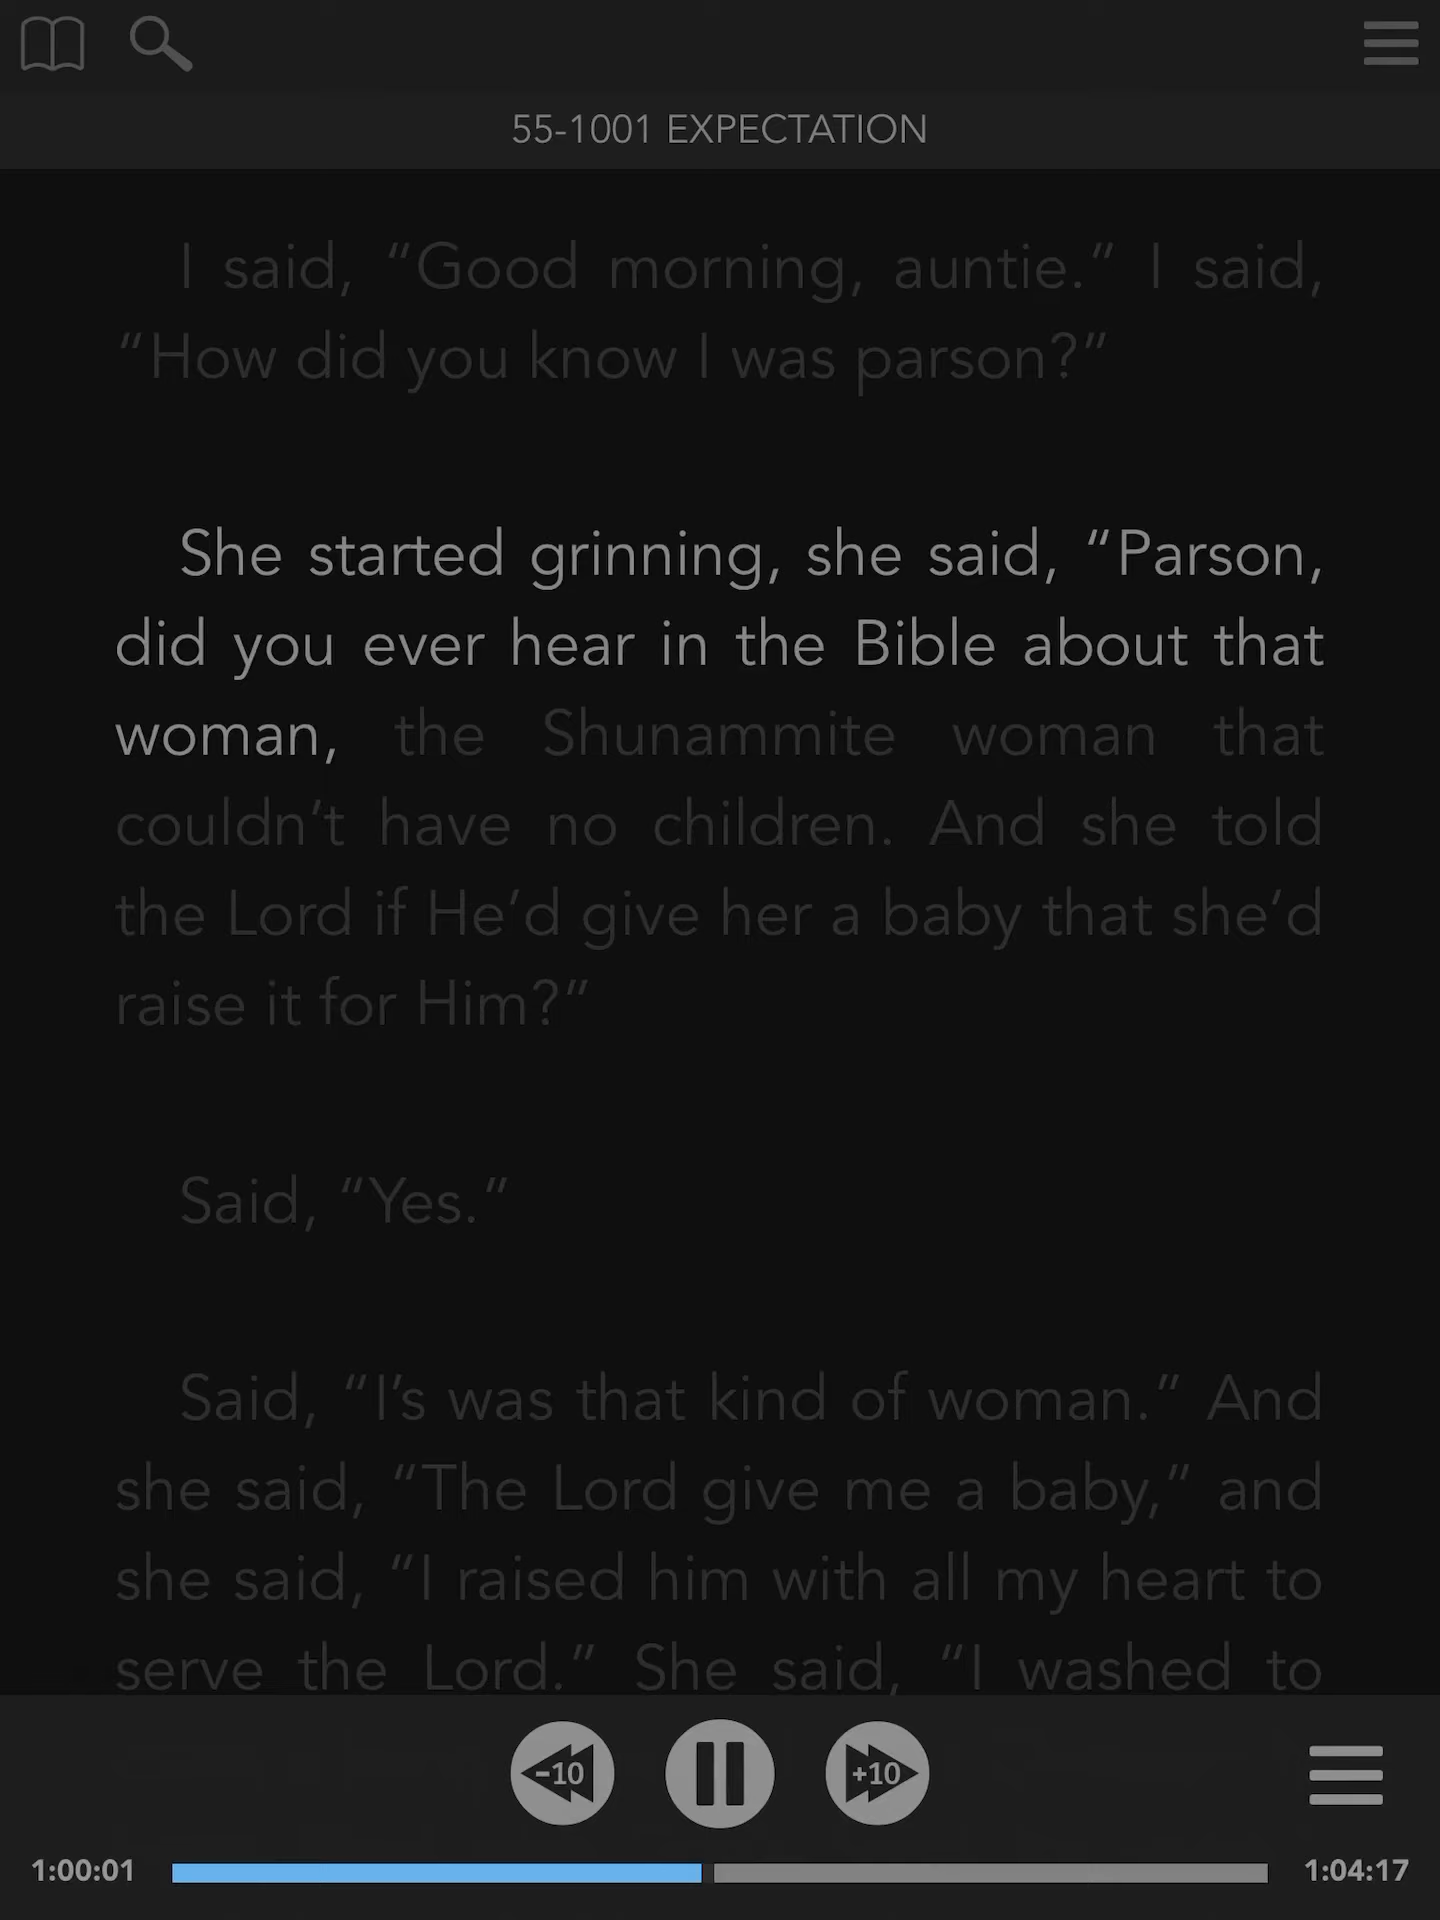 55-1001 EXPECTATION
I said, “Good morning, auntie.” I said,
“How did you know I was parson?”
She started grinning, she said, “Parson,
did you ever hear in the Bible about that
woman, the Shunammite woman that
couldn’t have no children. And she told
the Lord if He’d give her a baby that she’d
raise it for Him?”
Said, “Yes.”
Said, “I’s was that kind of woman.” And
she said, “The Lord give me a baby,” and
she said, “I raised him with all my heart to
serve the Lord.” She said, “I washed to
-10
+10
1:00:01
1:04:17